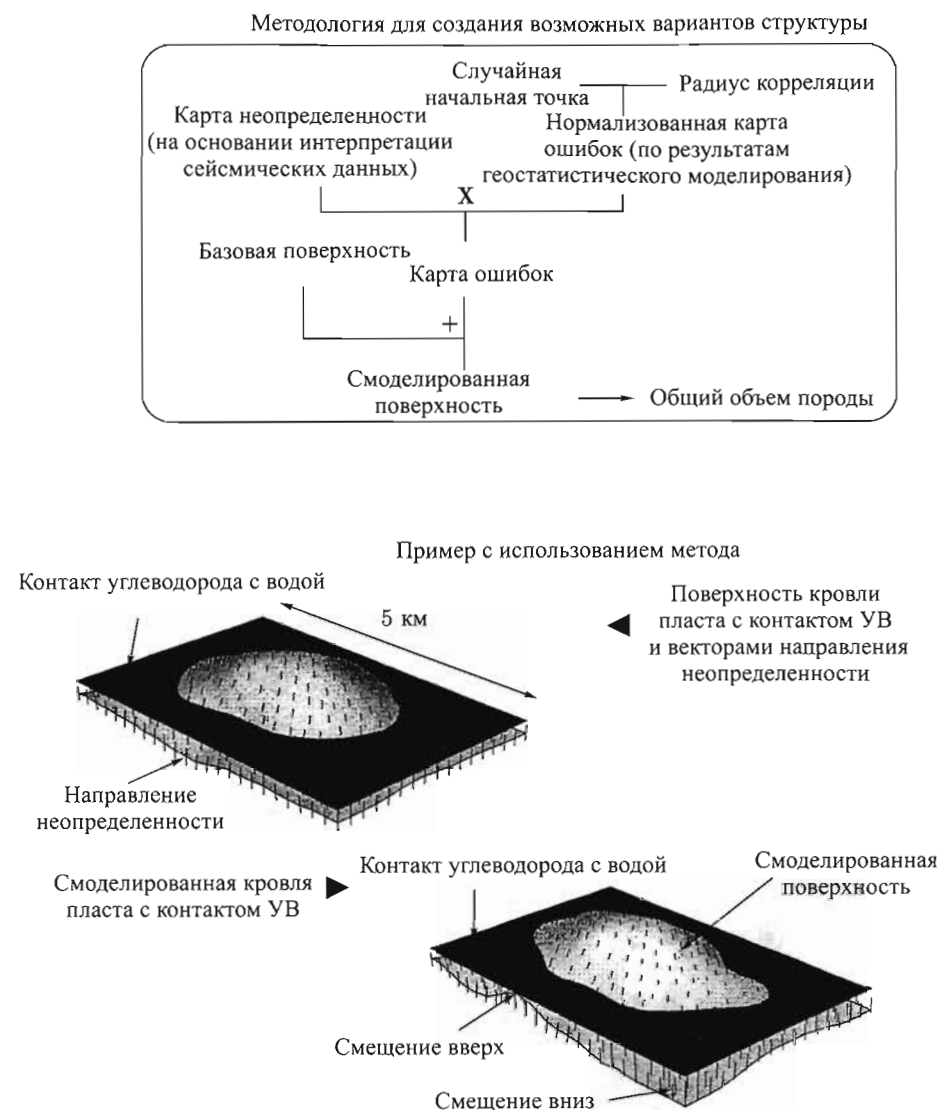 Методология для создания возможных вариантов структуры
Случайная
начальная точка
Радиус корреляции
Карта неопределенности
(на основании интерпретации
сейсмических данных)
Нормализованная карта
ошибок (по результатам
геостатистического моделирования)
X
Базовая поверхность
Карта ошибок
+
Смоделированная
поверхность
Общий объем породы
Пример с использованием метода
Контакт углеводорода с водой
5 км
Поверхность кровли
пласта с контактом УВ
и векторами направления
неопределенности
Направление
неопределенности
Смоделированная кровля
пласта с контактом УВ
Контакт углеводорода с водой
Смоделированная
поверхность
Смещение вверх
Смещение вниз